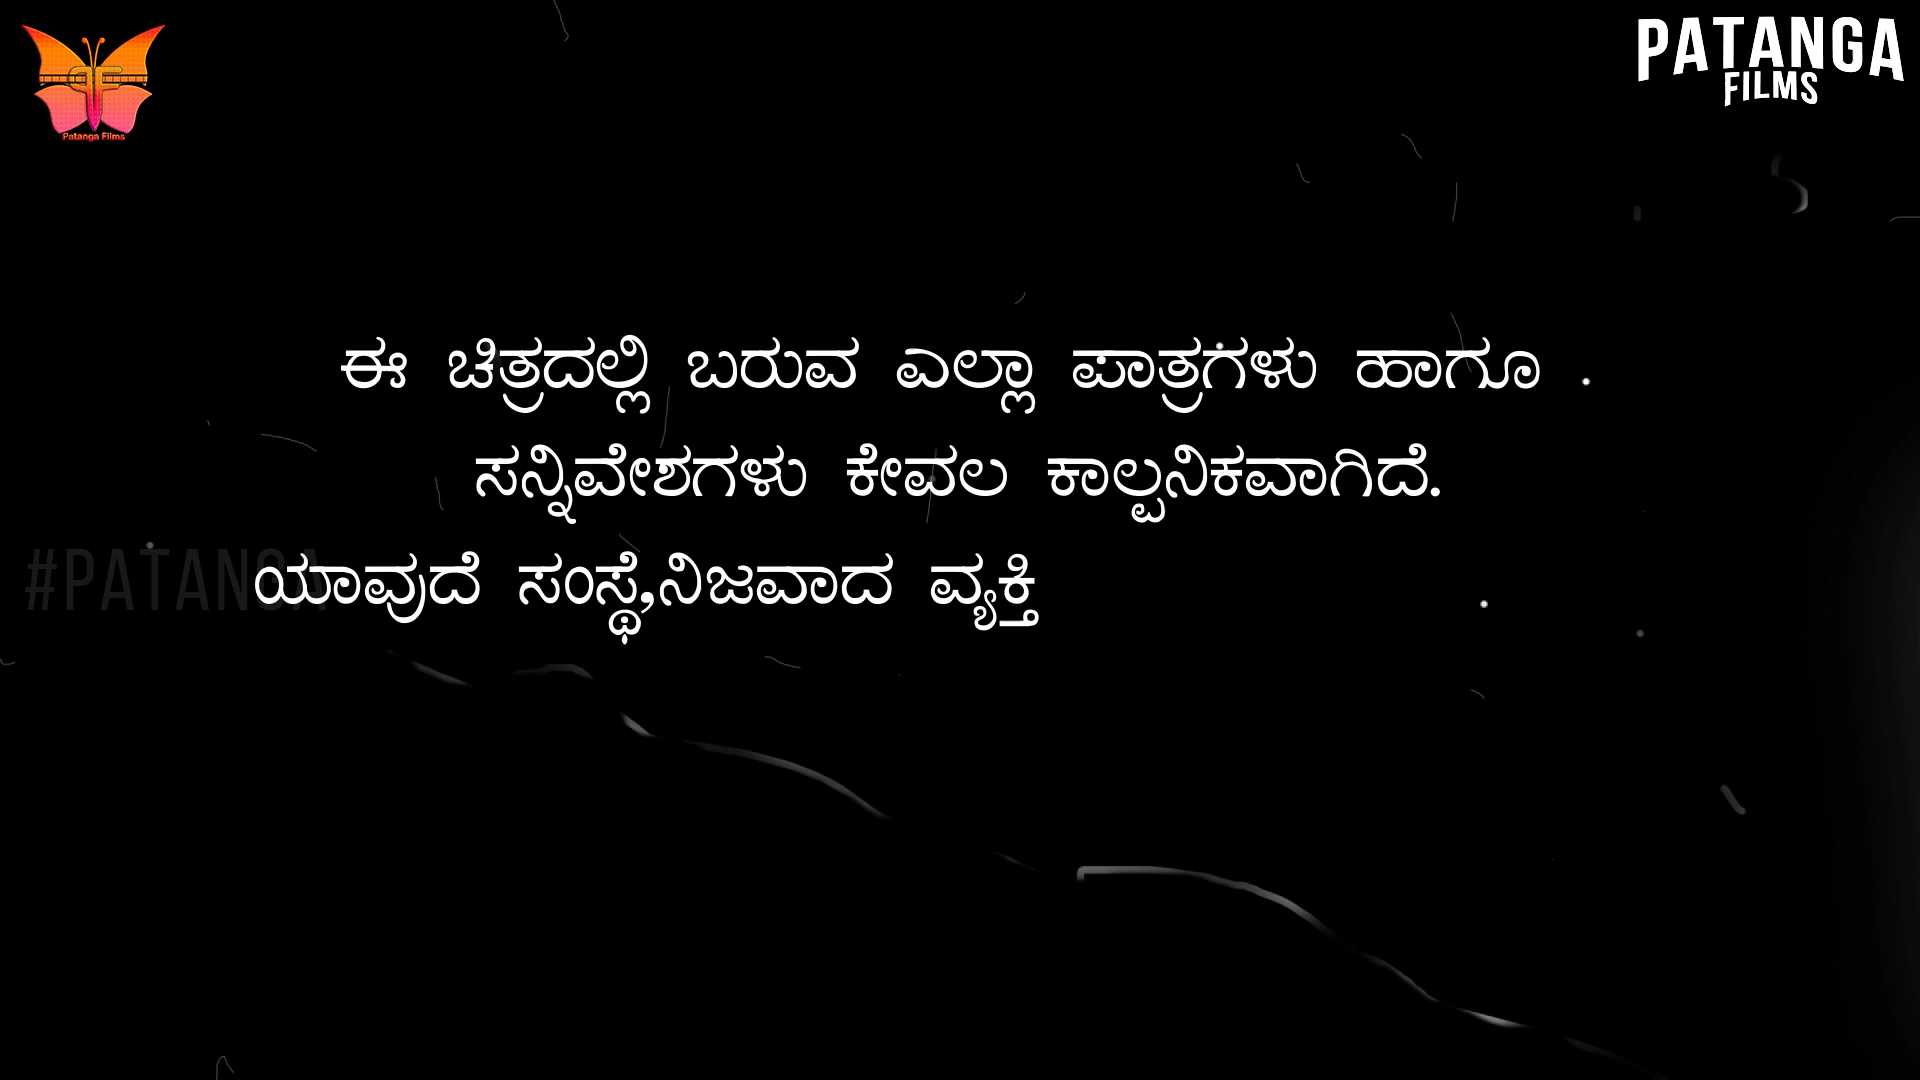 Patanga Films
PATANGA
FILMS
ಈ ಚಿತ್ರದಲ್ಲಿ ಬರುವ ಎಲ್ಲಾ ಪಾತ್ರಗಳು ಹಾಗೂ
ಸನ್ನಿವೇಶಗಳು ಕೇವಲ ಕಾಲ್ಪನಿಕವಾಗಿದೆ.
#PATANGA
ಯಾವುದೆ ಸಂಸ್ಥೆ,ನಿಜವಾದ ವ್ಯಕ್ತಿ